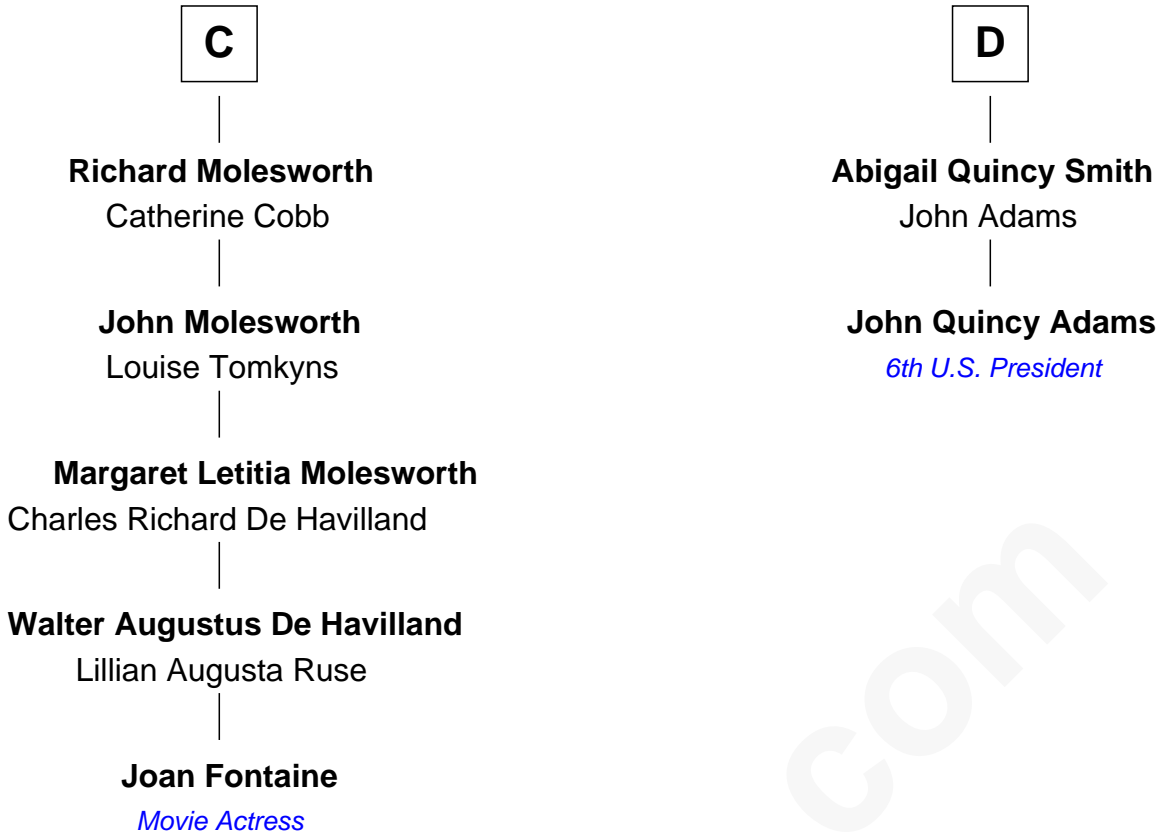 C
Richard Molesworth
Catherine Cobb
John Molesworth
Louise Tomkyns
Margaret Letitia Molesworth
Charles Richard De Havilland
Walter Augustus De Havilland
Lillian Augusta Ruse
Joan Fontaine
Movie Actress
D
Abigail Quincy Smith
John Adams
John Quincy Adams
6th U.S. President
com